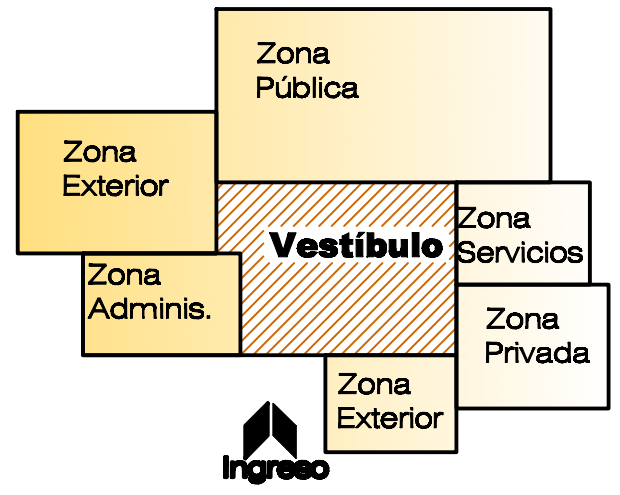 Zona
Pública
Zona
Exterior
Vestíbulo
Zona
Servicios
Zona
Adminis.
Zona
Privada
Zona
Exterior
Ingreso